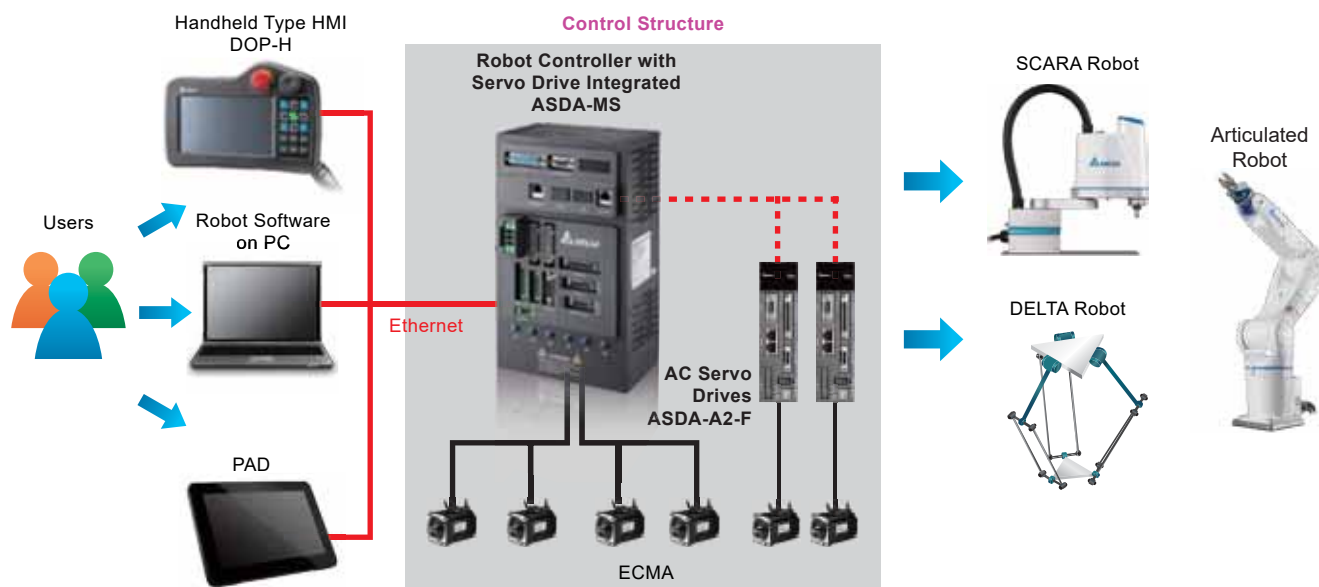 Control Structure
Handheld Type HMI
DOP-H
Robot Controller with
Servo Drive Integrated
ASDA-MS
SCARA Robot
Articulated
Robot
Users
Robot Software
on PC
Ethernet
DELTA Robot
AC Servo
Drives
ASDA-A2-F
PAD
ECMA